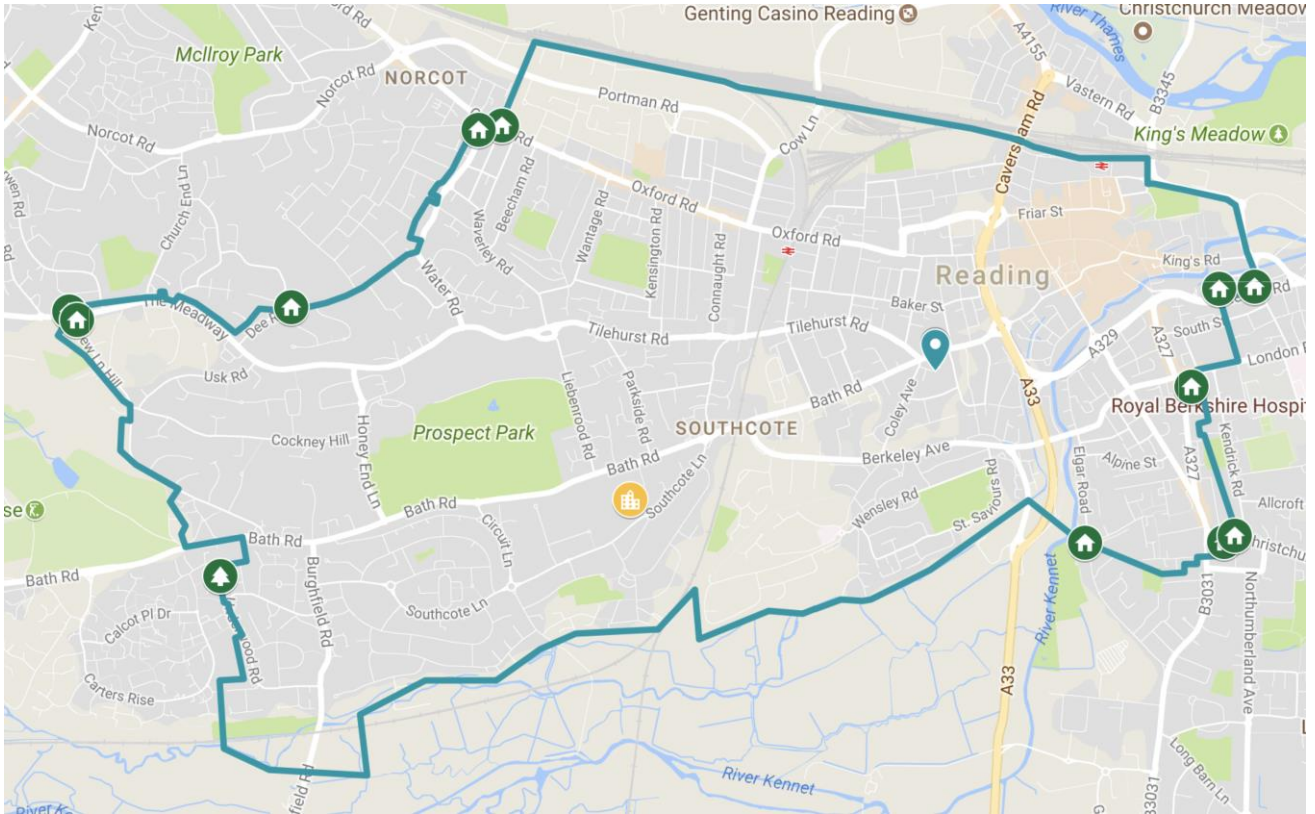 Genting Casino Reading
Christchurch Meadow
River Thames
A4155
McIlroy Park
NORCOT
Norcot Rd
Portman Rd
Vastern Rd
B3345
Norcot Rd
Cow Ln
Caversham Rd
King's Meadow
Church End Ln
Beecham Rd
Oxford Rd
Wantage Rd
Kensington Rd
Connaught Rd
Oxford Rd
Friar St
Waverley Rd
Water Rd
King's Rd
Reading
Baker St
The Meadway
Tilehurst Rd
Tilehurst Rd
A329
A327
South St
London R
Usk Rd
Liebenrood Rd
Parkside Rd
Bath Rd
Coley Ave
A33
Royal Berkshire Hospit
Cockney Hill
Honey End Ln
Prospect Park
SOUTHCOTE
Bath Rd
Southcote Ln
Berkeley Ave
Elgar Road
Alpine St
A327
Kendrick Rd
Wensley Rd
St. Saviours Rd
Allcroft
se
Bath Rd
Circuit Ln
Bath Rd
Christchu
Burghfield Rd
Calcot Pl Dr
Southcote Ln
River Kennet
B3031
Northumberland Ave
Carters Rise
A33
River Kennet
field Rd
Long Barn Ln
B3031
River K